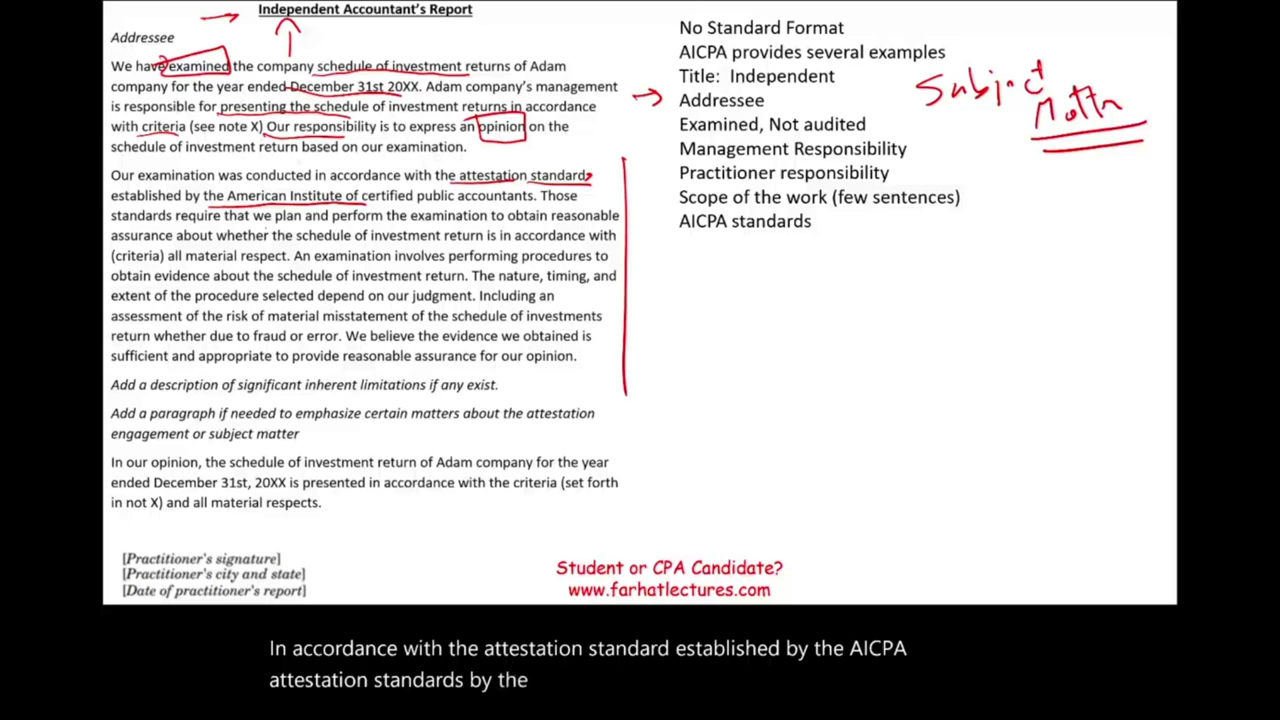 Independent Accountant's Report
Addressee
We have examined the company schedule of investment returns of Adam
company for the year ended December 31st 20XX. Adam company's management
is responsible for presenting the schedule of investment returns in accordance
with criteria (see note X) Our responsibility is to express an opinion on the
schedule of investment return based on our examination.
Our examination was conducted in accordance with the attestation standards
established by the American Institute of certified public accountants. Those
standards require that we plan and perform the examination to obtain reasonable
assurance about whether the schedule of investment return is in accordance with
(criteria) all material respect. An examination involves performing procedures to
obtain evidence about the schedule of investment return. The nature, timing, and
extent of the procedure selected depend on our judgment. Including an
assessment of the risk of material misstatement of the schedule of investments
return whether due to fraud or error. We believe the evidence we obtained is
sufficient and appropriate to provide reasonable assurance for our opinion.
Add a description of significant inherent limitations if any exist.
Add a paragraph if needed to emphasize certain matters about the attestation
engagement or subject matter
In our opinion, the schedule of investment return of Adam company for the year
ended December 31st, 20XX is presented in accordance with the criteria (set forth
in not X) and all material respects.
[Practitioner's signature]
[Practitioner's city and state]
[Date of practitioner's report]
No Standard Format
AICPA provides several examples
Title: Independent
Addressee
Examined, Not audited
Management Responsibility
Practitioner responsibility
Scope of the work (few sentences)
AICPA standards
Subject
Matter
Student or CPA Candidate?
www.farhatlectures.com
In accordance with the attestation standard established by the AICPA
attestation standards by the